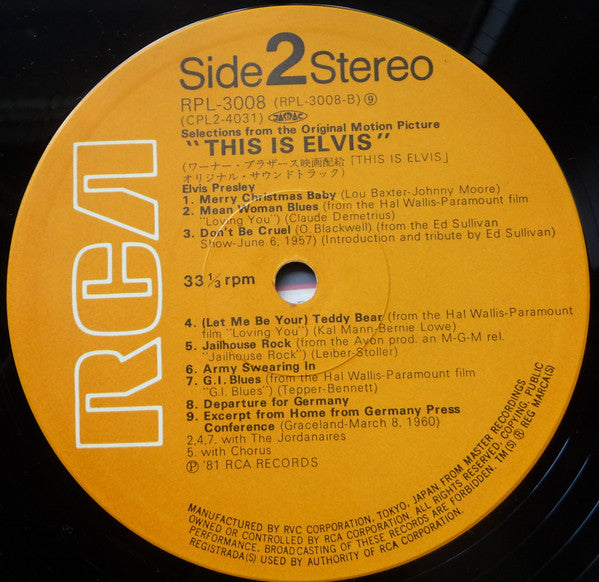 Side 2 Stereo
RPL-3008 (RPL-3008-B) ⑨
(CPL2-4031) JASRAC
Selections from the Original Motion Picture
"THIS IS ELVIS"
(ワーナー・ブラザース映画配給「THIS IS ELVIS」
オリジナル・サウンドトラック)
Elvis Presley
1. Merry Christmas Baby (Lou Baxter-Johnny Moore)
2. Mean Woman Blues (from the Hal Wallis-Paramount film
"Loving You") (Claude Demetrius)
3. Don't Be Cruel (O. Blackwell) (from the Ed Sullivan
Show-June 6, 1957) (Introduction and tribute by Ed Sullivan)
33 1/3 rpm
4. (Let Me Be Your) Teddy Bear (from the Hal Wallis-Paramount
film "Loving You") (Kal Mann-Bernie Lowe)
5. Jailhouse Rock (from the Avon prod. an M-G-M rel.
"Jailhouse Rock") (Leiber-Stoller)
6. Army Swearing In
7. G.I. Blues (from the Hal Wallis-Paramount film
"G.I. Blues") (Tepper-Bennett)
8. Departure for Germany
9. Excerpt from Home from Germany Press
Conference (Graceland-March 8, 1960)
2,4,7. with The Jordanaires
5. with Chorus
Ⓟ '81 RCA RECORDS
RCA
MANUFACTURED BY RVC CORPORATION, TOKYO, JAPAN, FROM MASTER RECORDINGS
OWNED OR CONTROLLED BY RCA CORPORATION. ALL RIGHTS RESERVED. COPYING, PUBLIC
PERFORMANCE, BROADCASTING OF THESE RECORDS ARE FORBIDDEN. TM(S) ® REG MARCA(S)
REGISTRADA(S) USED BY AUTHORITY OF RCA CORPORATION.